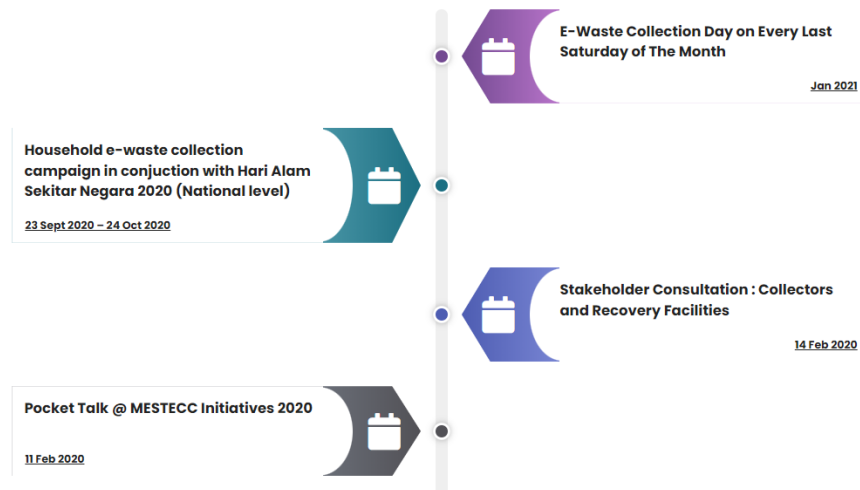 E-Waste Collection Day on Every Last
Saturday of The Month
Jan 2021
Household e-waste collection
campaign in conjuction with Hari Alam
Sekitar Negara 2020 (National level)
23 Sept 2020 – 24 Oct 2020
Stakeholder Consultation : Collectors
and Recovery Facilities
14 Feb 2020
Pocket Talk @ MESTECC Initiatives 2020
11 Feb 2020